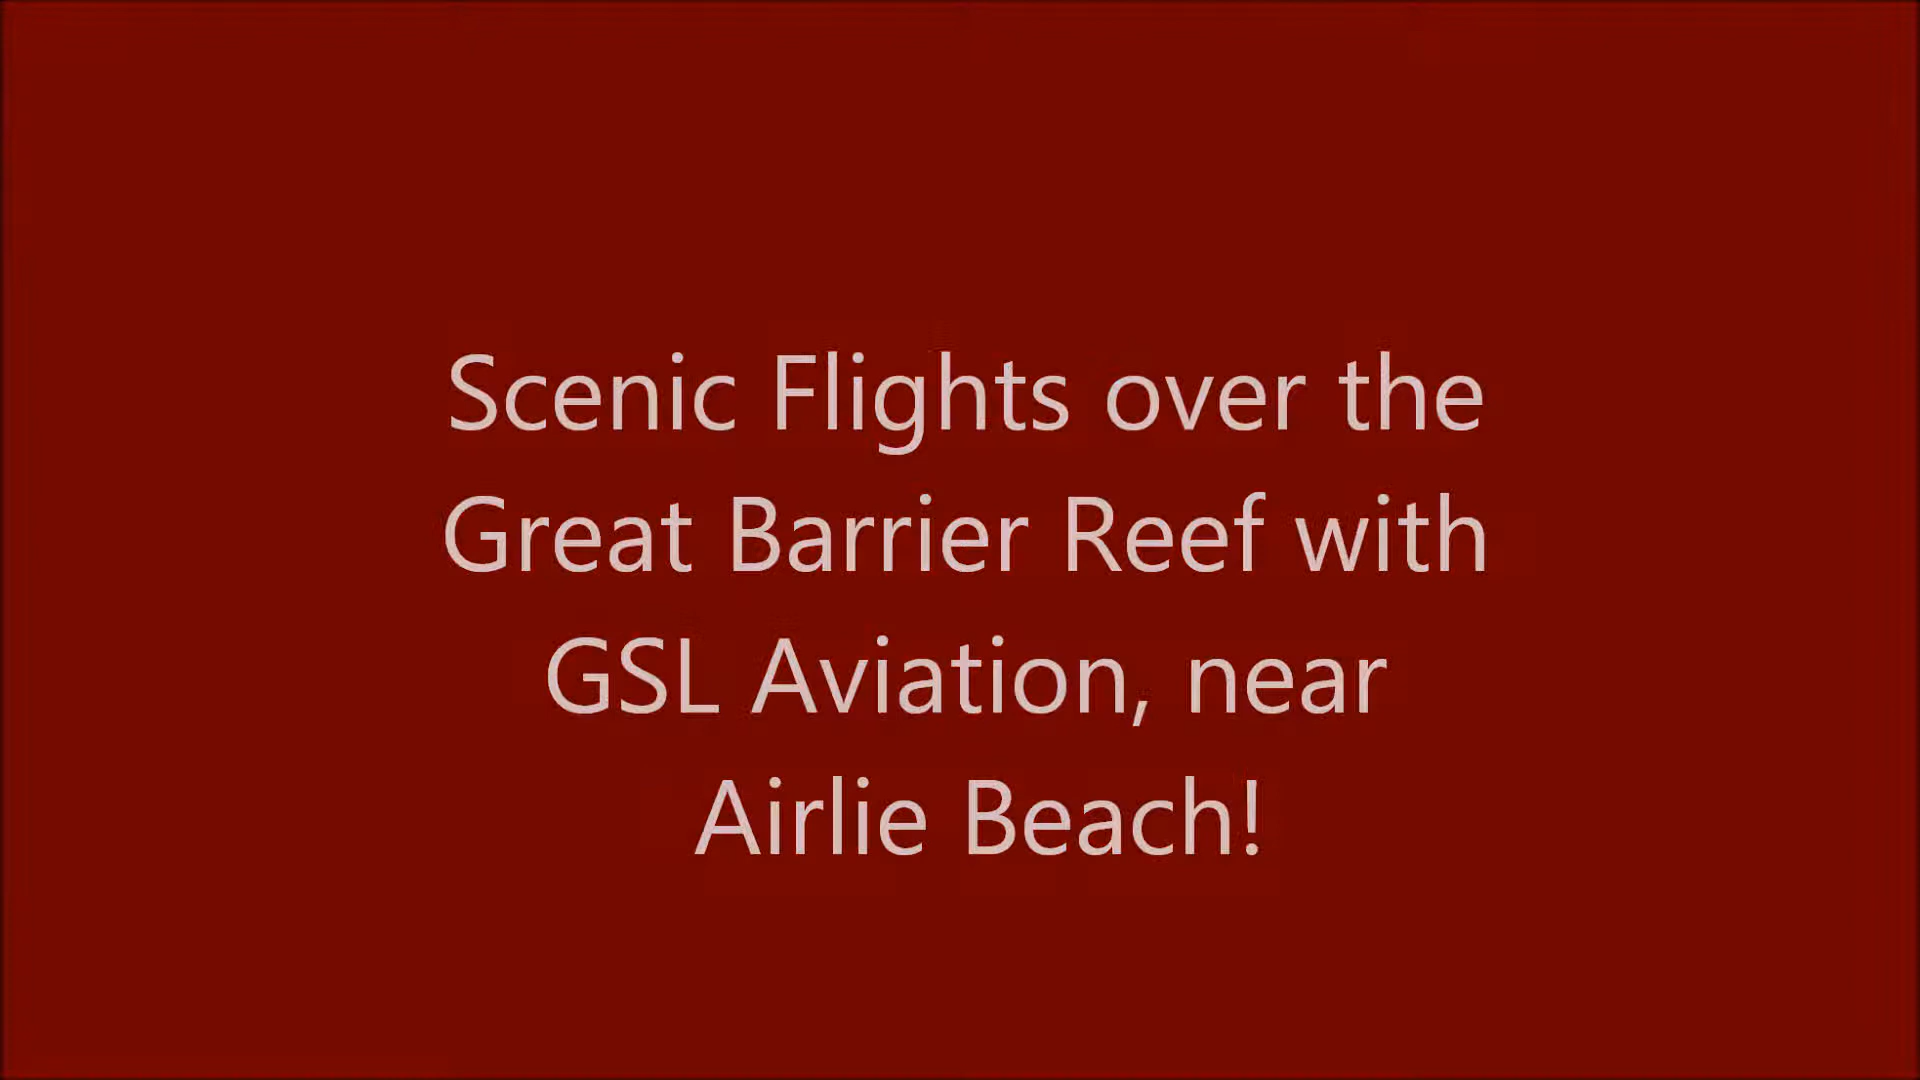 Scenic Flights over the
Great Barrier Reef with
GSL Aviation, near
Airlie Beach!